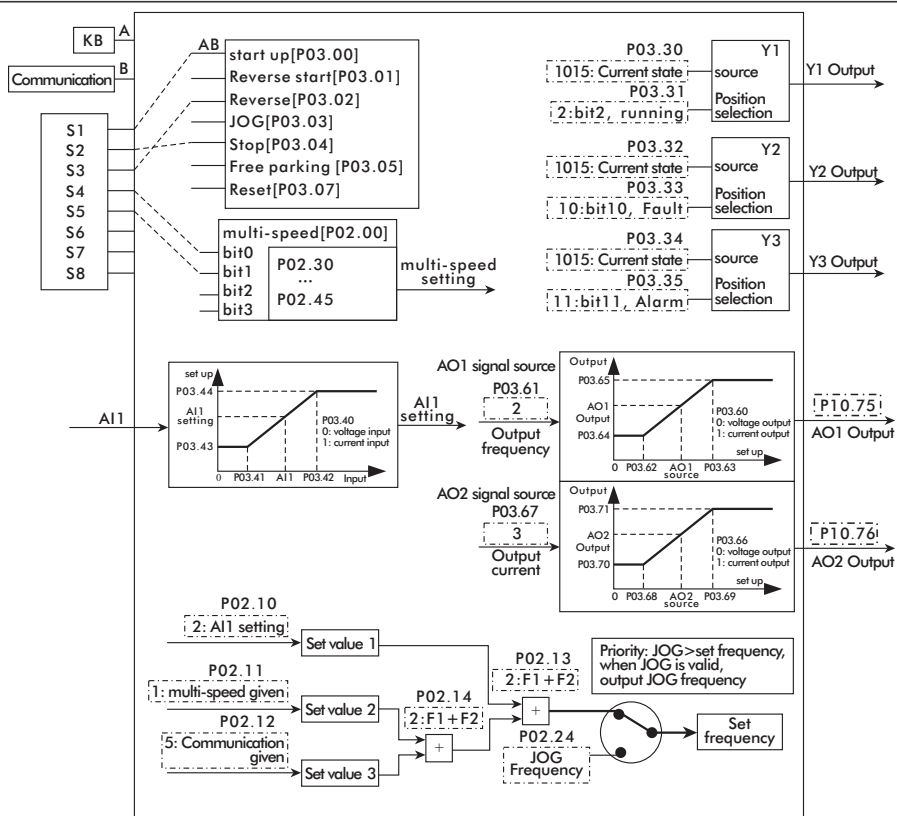 KB
A
Communication
B
S1
S2
S3
S4
S5
S6
S7
S8
AB
start up[P03.00]
Reverse start[P03.01]
Reverse[P03.02]
JOG[P03.03]
Stop[P03.04]
Free parking [P03.05]
Reset[P03.07]
multi-speed[P02.00]
bit0
bit1
bit2
bit3
P02.30
...
P02.45
multi-speed
setting
P03.30
1015: Current state
P03.31
2:bit2, running
Y1
source
Position
selection
Y1 Output
P03.32
1015: Current state
P03.33
10:bit10, Fault
Y2
source
Position
selection
Y2 Output
P03.34
1015: Current state
P03.35
11:bit11, Alarm
Y3
source
Position
selection
Y3 Output
AI1
set up
P03.44
AI1
setting
P03.43
P03.40
0: voltage input
1: current input
0
P03.41
AI1
P03.42
Input
AI1
setting
AO1 signal source
P03.61
2
Output
frequency
Output
P03.65
AO1
Output
P03.64
P03.60
0: voltage output
1: current output
set up
0
P03.62
AO1
source
P03.63
P10.75
AO1 Output
AO2 signal source
P03.67
3
Output
current
Output
P03.71
AO2
Output
P03.70
P03.66
0: voltage output
1: current output
set up
0
P03.68
AO2
source
P03.69
P10.76
AO2 Output
P02.10
2: AI1 setting
Set value 1
P02.11
1: multi-speed given
Set value 2
P02.12
5: Communication
given
Set value 3
P02.14
2:F1+F2
+
P02.13
2:F1+F2
+
P02.24
JOG
Frequency
Priority: JOG>set frequency,
when JOG is valid,
output JOG frequency
Set
frequency